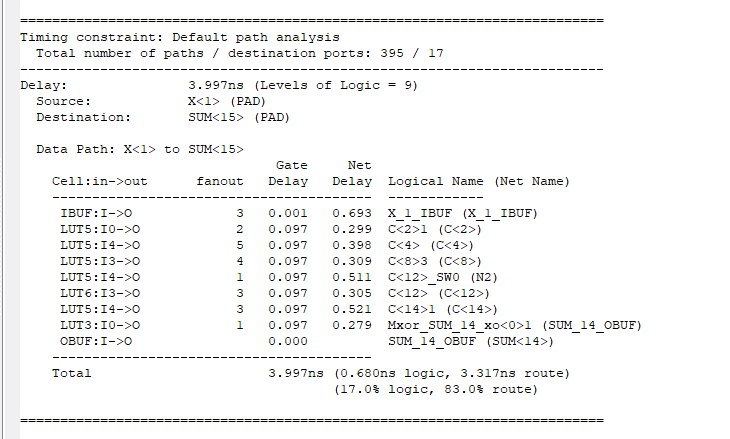 =========================================================================
Timing constraint: Default path analysis
Total number of paths / destination ports: 395 / 17
-------------------------------------------------------------------------
Delay: 3.997ns (Levels of Logic = 9)
Source: X<1> (PAD)
Destination: SUM<15> (PAD)
Data Path: X<1> to SUM<15>
Gate Net
Cell:in->out fanout Delay Delay Logical Name (Net Name)
---------------------------------------- ------------
IBUF:I->O 3 0.001 0.693 X_1_IBUF (X_1_IBUF)
LUT5:I0->O 2 0.097 0.299 C<2>1 (C<2>)
LUT5:I4->O 5 0.097 0.398 C<4> (C<4>)
LUT5:I3->O 4 0.097 0.309 C<8>3 (C<8>)
LUT5:I4->O 1 0.097 0.511 C<12>_SW0 (N2)
LUT6:I3->O 3 0.097 0.305 C<12> (C<12>)
LUT5:I4->O 3 0.097 0.521 C<14>1 (C<14>)
LUT3:I0->O 1 0.097 0.279 Mxor_SUM_14_xo<0>1 (SUM_14_OBUF)
OBUF:I->O 0.000 SUM_14_OBUF (SUM<14>)
----------------------------------------
Total 3.997ns (0.680ns logic, 3.317ns route)
(17.0% logic, 83.0% route)
=========================================================================